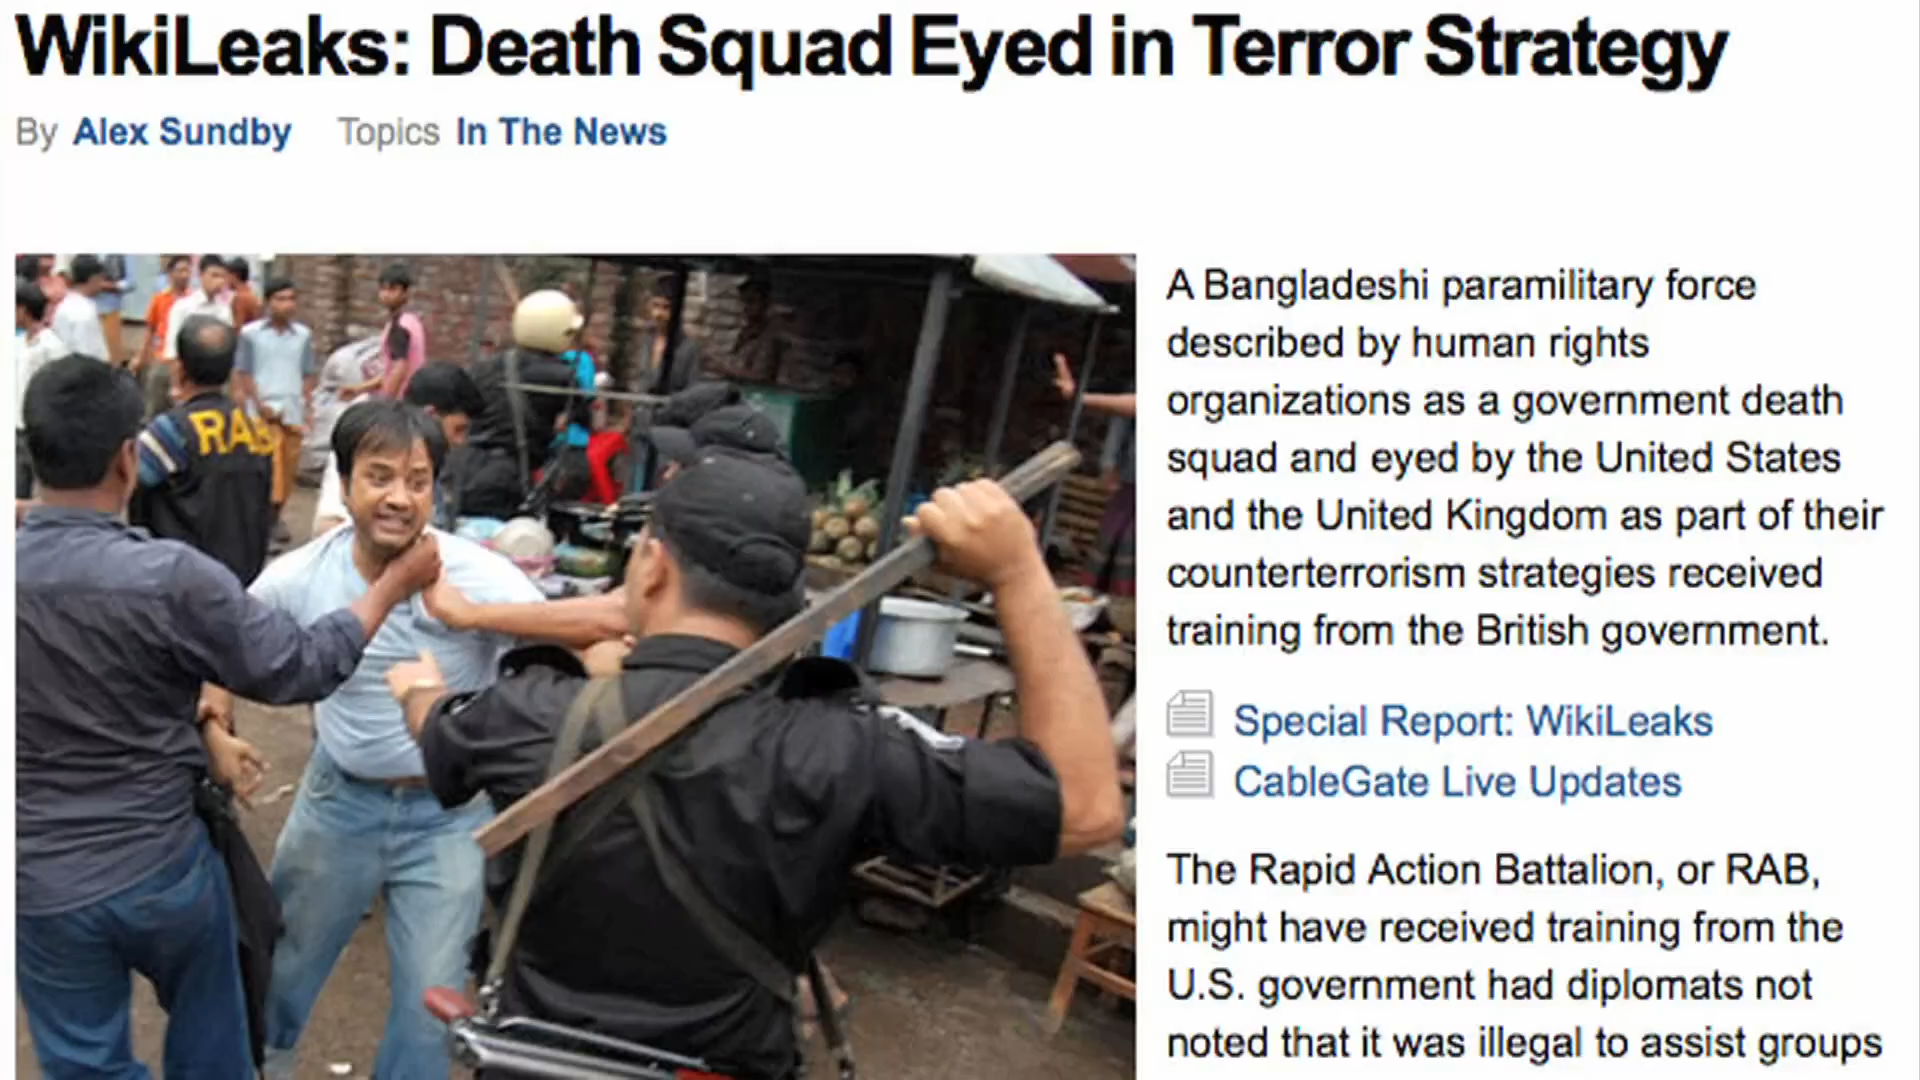 WikiLeaks: Death Squad Eyed in Terror Strategy
By Alex Sundby Topics In The News
RAB
A Bangladeshi paramilitary force
described by human rights
organizations as a government death
squad and eyed by the United States
and the United Kingdom as part of their
counterterrorism strategies received
training from the British government.
Special Report: WikiLeaks
CableGate Live Updates
The Rapid Action Battalion, or RAB,
might have received training from the
U.S. government had diplomats not
noted that it was illegal to assist groups